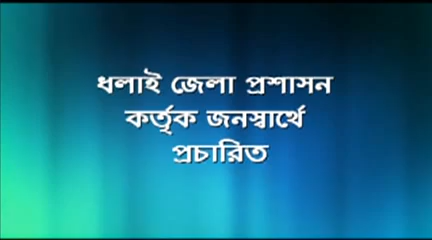 ধলাই জেলা প্রশাসন
কর্তৃক জনস্বার্থে
প্রচারিত